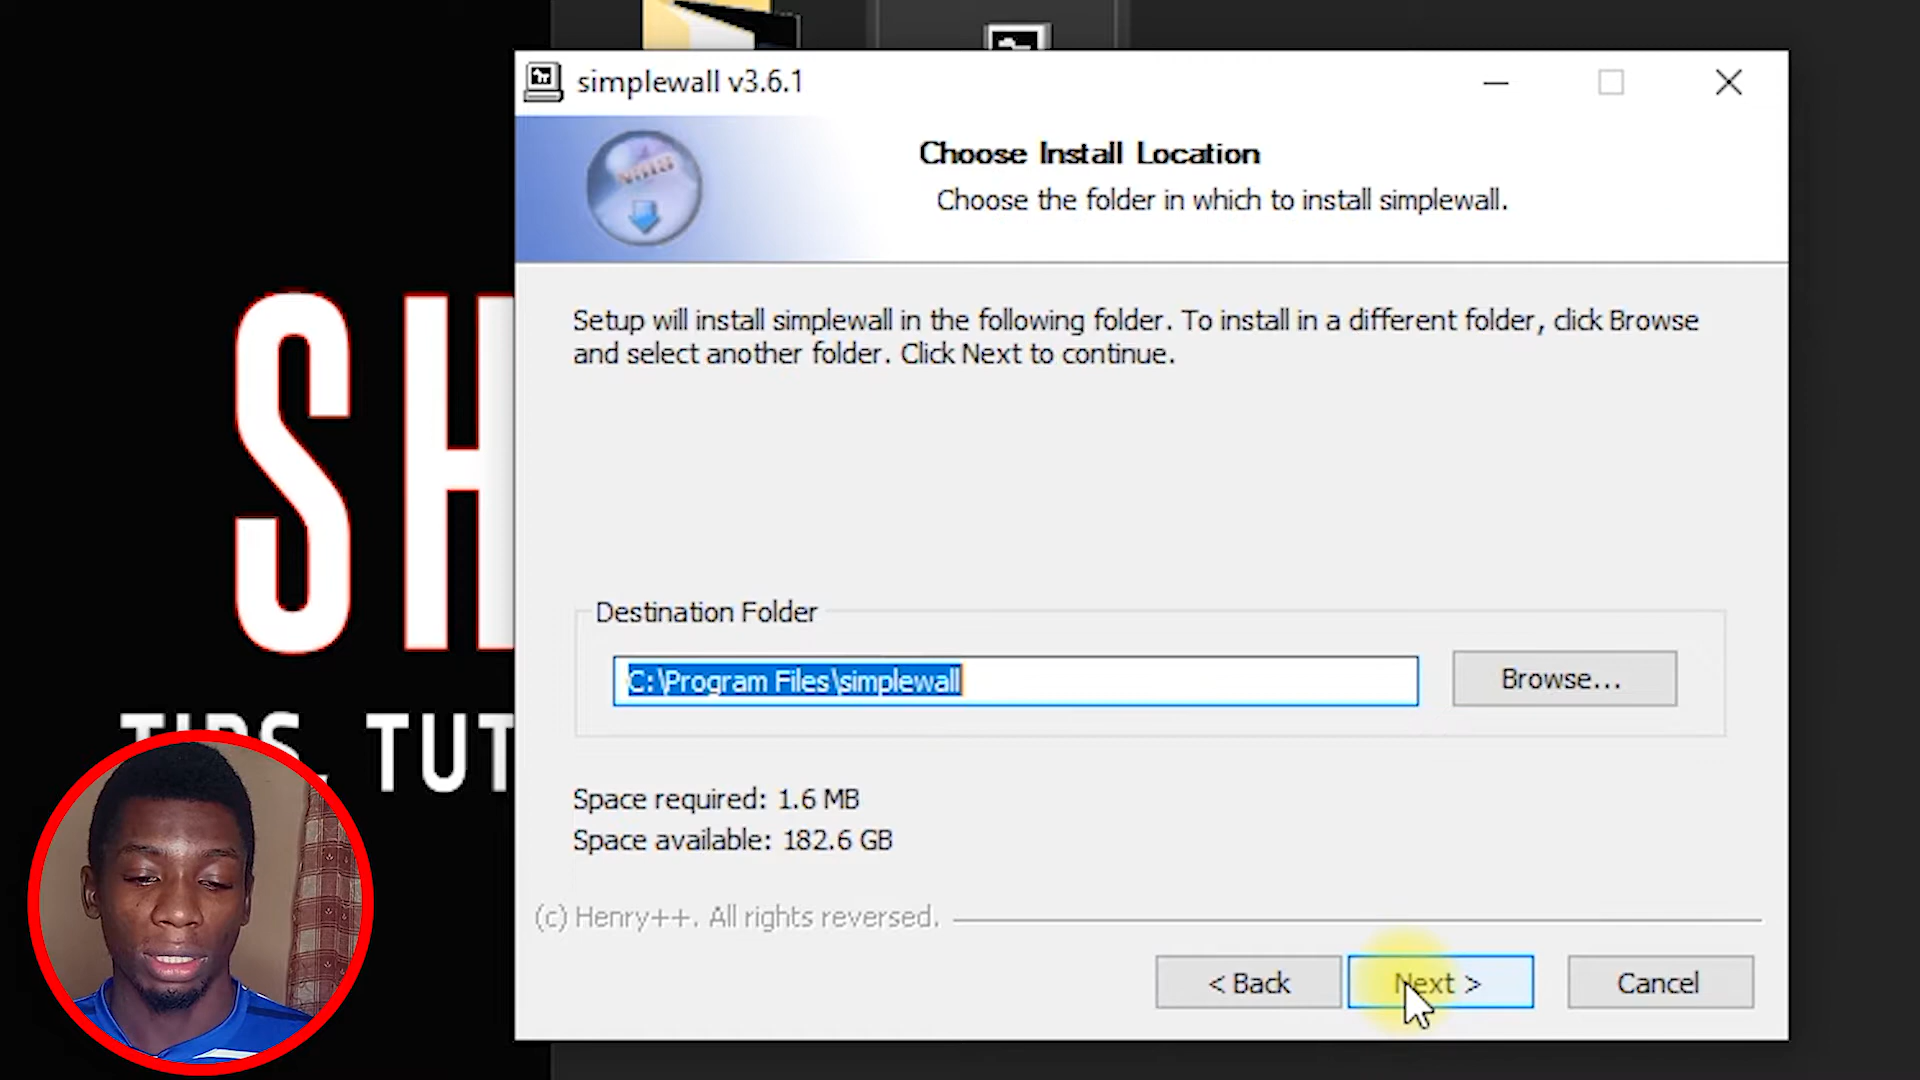 simplewall v3.6.1
Choose Install Location
Choose the folder in which to install simplewall.
Setup will install simplewall in the following folder. To install in a different folder, click Browse
and select another folder. Click Next to continue.
SH
Destination Folder
C:\Program Files\simplewall
Browse...
TIPS, TUT
Space required: 1.6 MB
Space available: 182.6 GB
(c) Henry++. All rights reversed.
< Back
Next >
Cancel